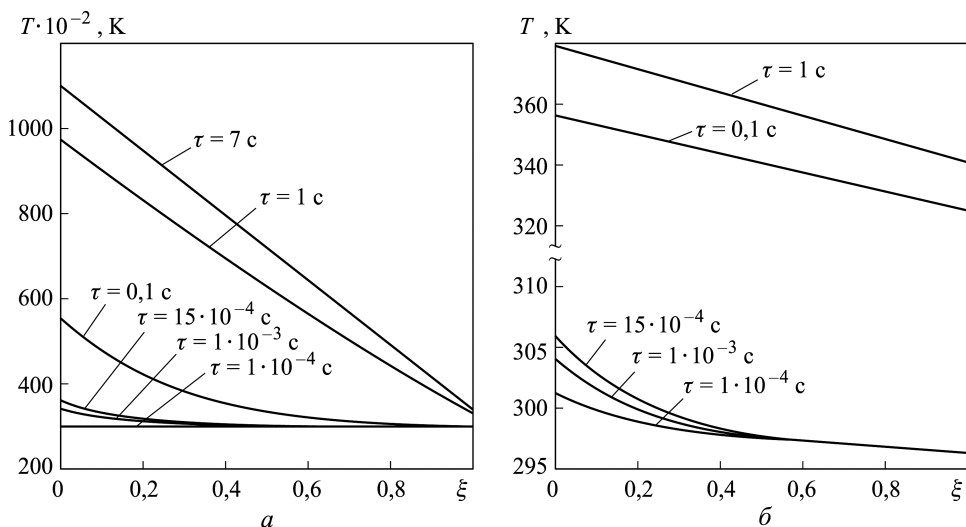 T·10⁻², K
1000
800
600
400
200
0
0,2
0,4
0,6
0,8
ξ
τ = 7 с
τ = 1 с
τ = 0,1 с
τ = 15·10⁻⁴ с
τ = 1·10⁻³ с
τ = 1·10⁻⁴ с
а
T , K
360
340
320
310
305
300
295
0
0,2
0,4
0,6
0,8
ξ
τ = 1 с
τ = 0,1 с
τ = 15·10⁻⁴ с
τ = 1·10⁻³ с
τ = 1·10⁻⁴ с
б